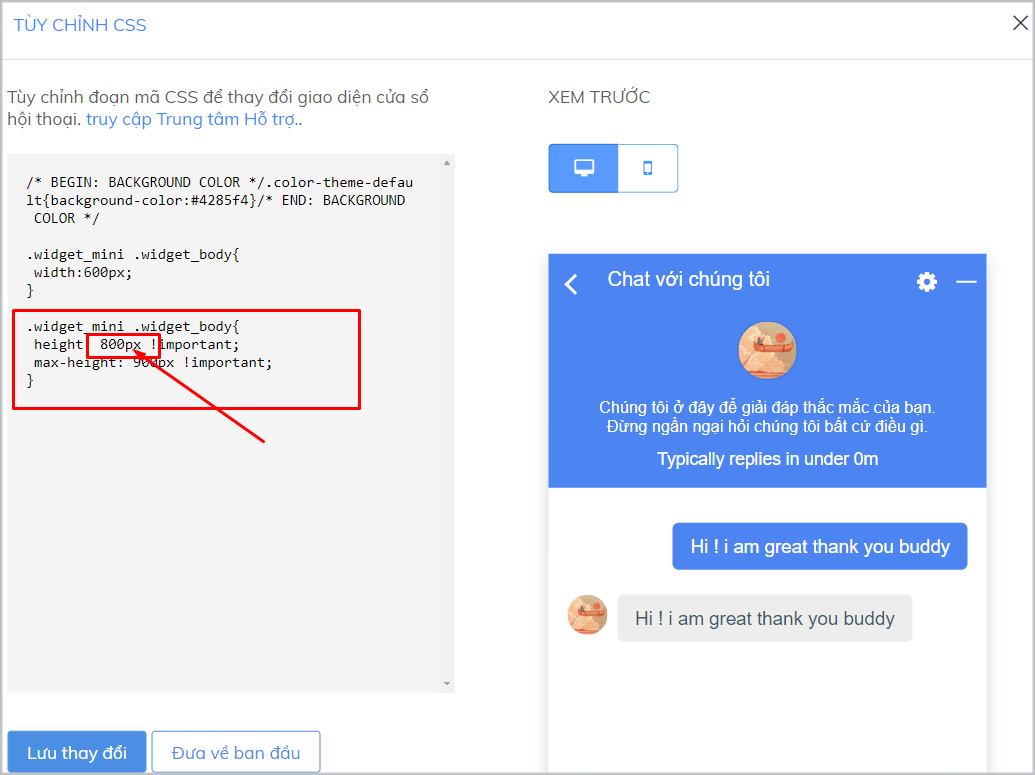 TÙY CHỈNH CSS
Tùy chỉnh đoạn mã CSS để thay đổi giao diện cửa sổ
hội thoại. truy cập Trung tâm Hỗ trợ..
/* BEGIN: BACKGROUND COLOR */.color-theme-defau
lt{background-color:#4285f4}/* END: BACKGROUND
COLOR */
.widget_mini .widget_body{
width:600px;
}
.widget_mini .widget_body{
height: 800px !important;
max-height: 900px !important;
}
Lưu thay đổi
Đưa về ban đầu
XEM TRƯỚC
Chat với chúng tôi
Chúng tôi ở đây để giải đáp thắc mắc của bạn.
Đừng ngần ngại hỏi chúng tôi bất cứ điều gì.
Typically replies in under 0m
Hi ! i am great thank you buddy
Hi ! i am great thank you buddy